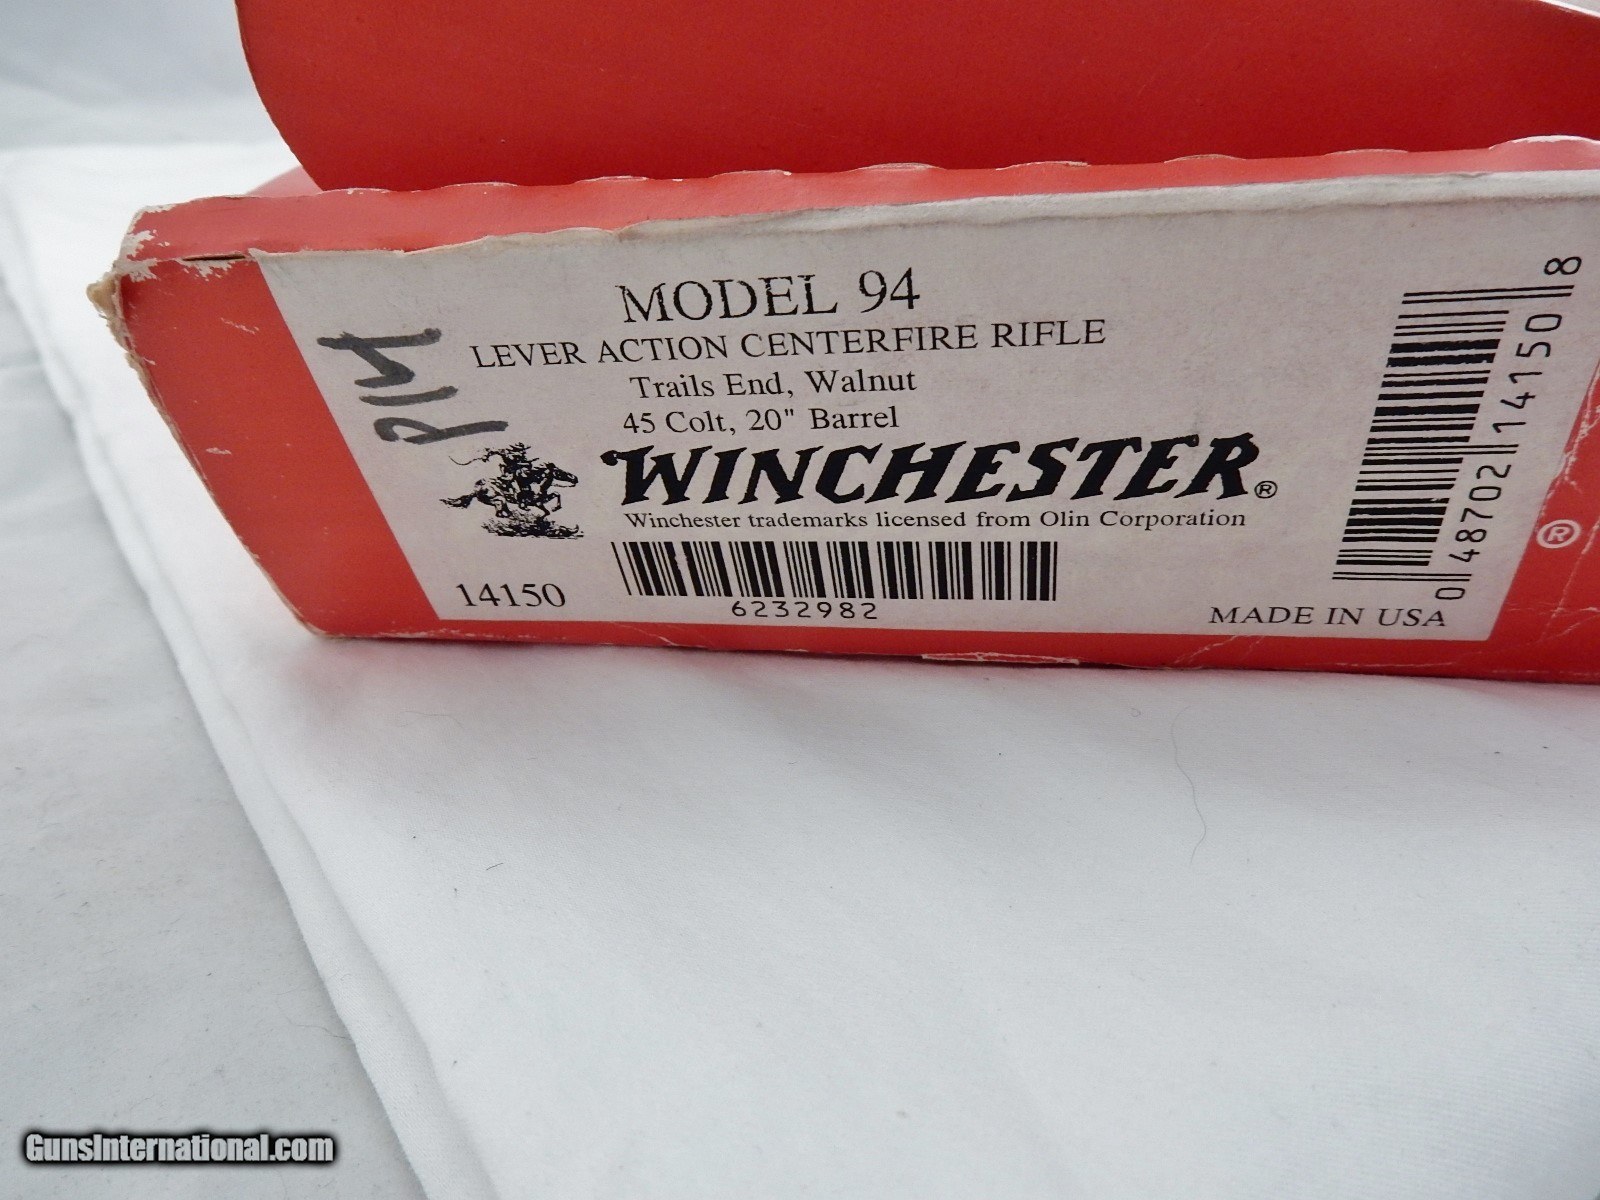 MODEL 94
LEVER ACTION CENTERFIRE RIFLE
Trails End, Walnut
45 Colt, 20" Barrel
P14
WINCHESTER®
Winchester trademarks licensed from Olin Corporation
14150
6232982
MADE IN USA
0 48702 14150 8
®
GunsInternational.com